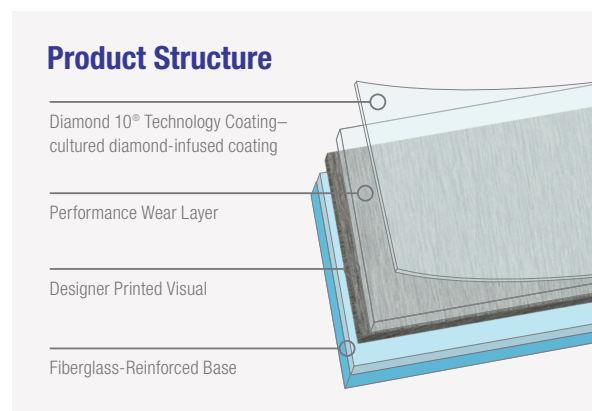 Product Structure
Diamond 10® Technology Coating–
cultured diamond-infused coating
Performance Wear Layer
Designer Printed Visual
Fiberglass-Reinforced Base